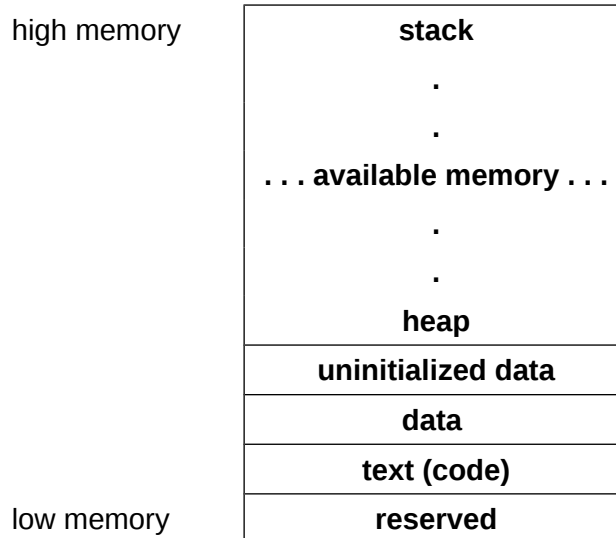 high memory stack
.
.
. . . available memory . . .
.
.
heap
uninitialized data
data
text (code)
low memory reserved